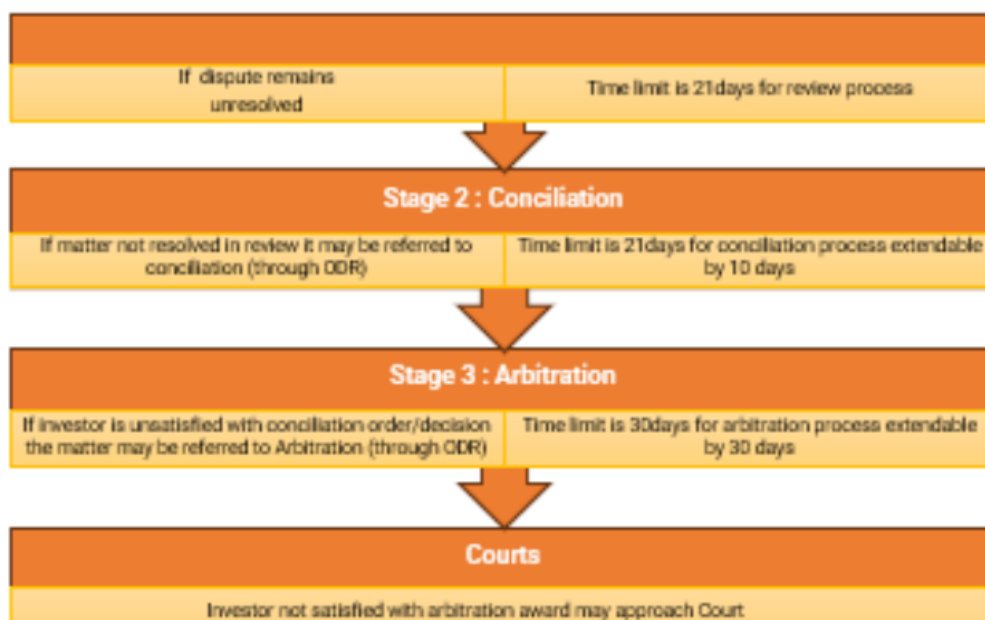 If dispute remains
unresolved
Time limit is 21days for review process
Stage 2 : Conciliation
If matter not resolved in review it may be referred to
conciliation (through ODR)
Time limit is 21days for conciliation process extendable
by 10 days
Stage 3 : Arbitration
If investor is unsatisfied with conciliation order/decision
the matter may be referred to Arbitration (through ODR)
Time limit is 30days for arbitration process extendable
by 30 days
Courts
Investor not satisfied with arbitration award may approach Court